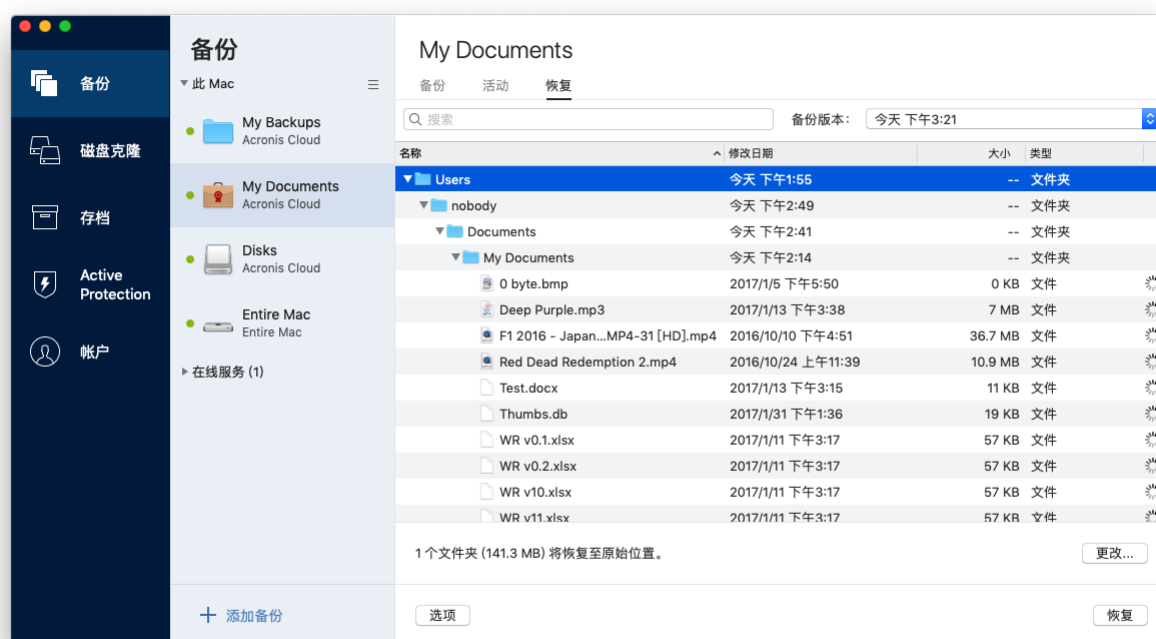 备份
磁盘克隆
存档
Active
Protection
帐户
备份
此 Mac
My Backups
Acronis Cloud
My Documents
Acronis Cloud
Disks
Acronis Cloud
Entire Mac
Entire Mac
在线服务 (1)
添加备份
My Documents
备份 活动 恢复
搜索 备份版本： 今天 下午3:21
名称 修改日期 大小 类型
Users 今天 下午1:55 -- 文件夹
nobody 今天 下午2:49 -- 文件夹
Documents 今天 下午2:41 -- 文件夹
My Documents 今天 下午2:14 -- 文件夹
0 byte.bmp 2017/1/5 下午5:50 0 KB 文件
Deep Purple.mp3 2017/1/13 下午3:38 7 MB 文件
F1 2016 - Japan...MP4-31 [HD].mp4 2016/10/10 下午4:51 36.7 MB 文件
Red Dead Redemption 2.mp4 2016/10/24 上午11:39 10.9 MB 文件
Test.docx 2017/1/13 下午3:15 11 KB 文件
Thumbs.db 2017/1/31 下午1:36 19 KB 文件
WR v0.1.xlsx 2017/1/11 下午3:17 57 KB 文件
WR v0.2.xlsx 2017/1/11 下午3:17 57 KB 文件
WR v10.xlsx 2017/1/11 下午3:17 57 KB 文件
WR v11.xlsx 2017/1/11 下午3:17 57 KB 文件
1 个文件夹 (141.3 MB) 将恢复至原始位置。 更改...
选项 恢复